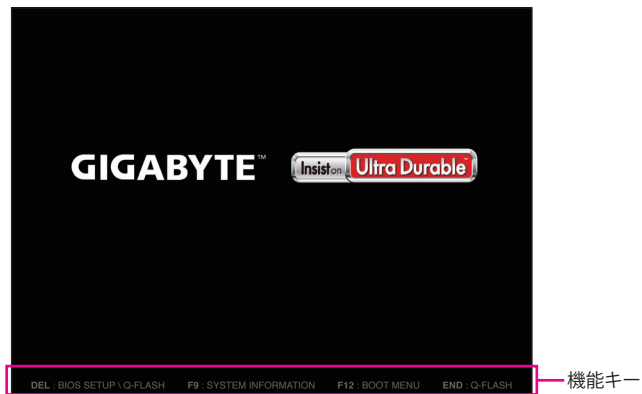 GIGABYTE™
Insist on Ultra Durable™
DEL : BIOS SETUP \ Q-FLASH F9 : SYSTEM INFORMATION F12 : BOOT MENU END : Q-FLASH
機能キー